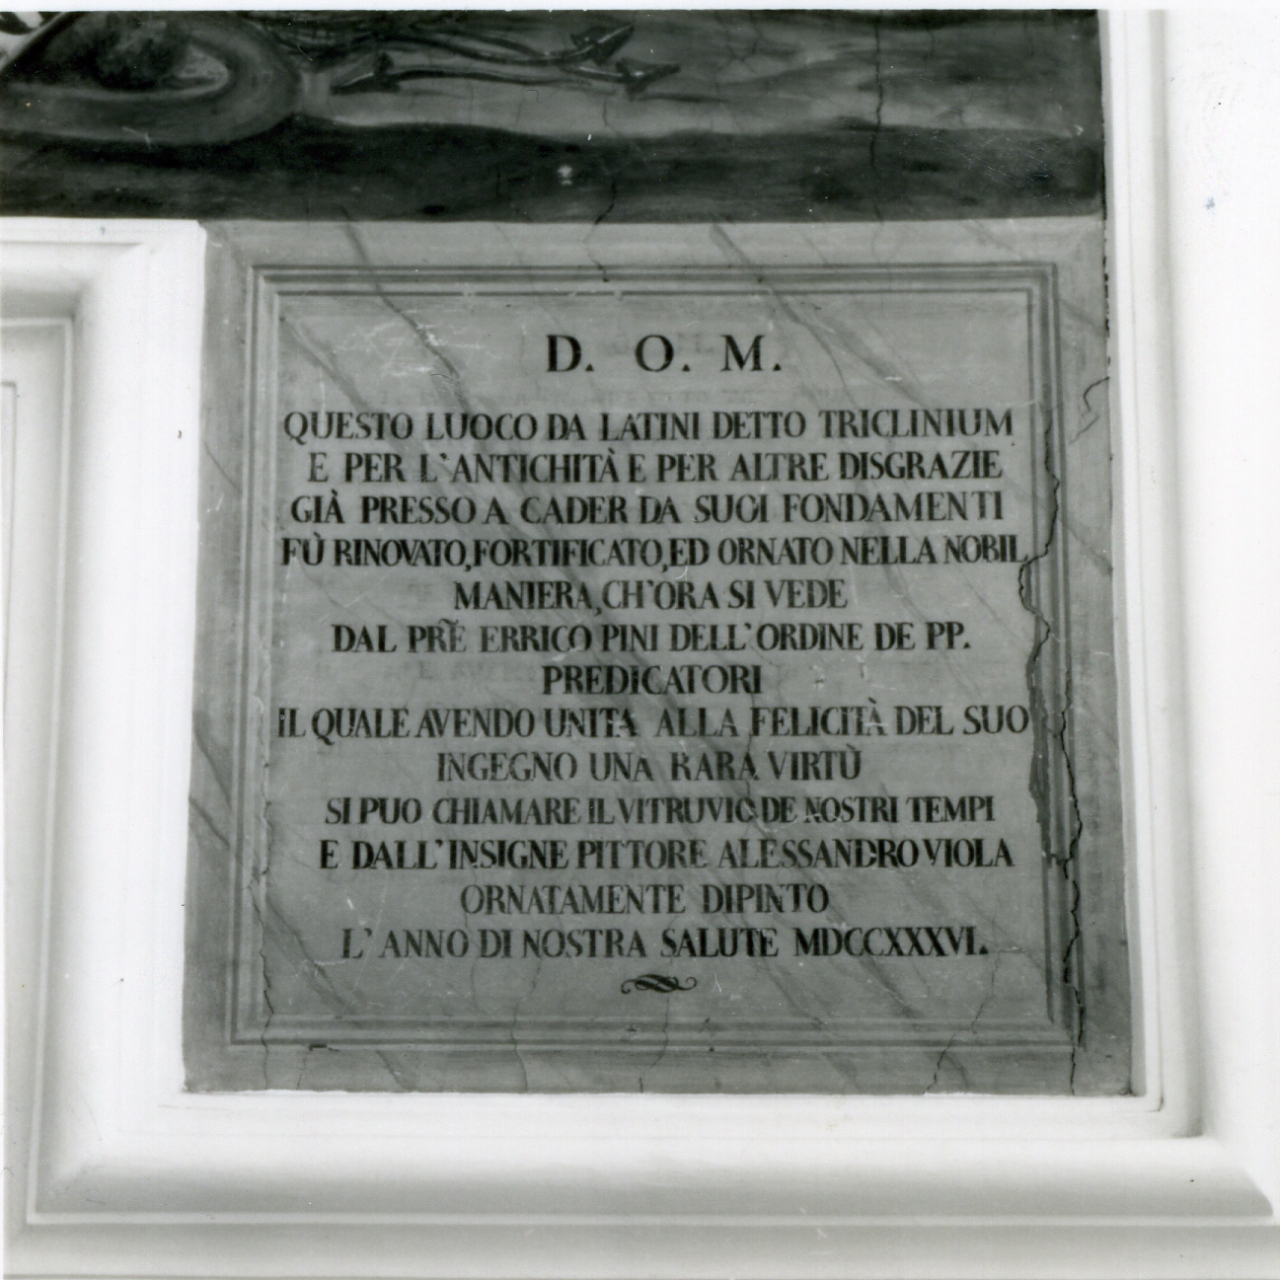 D. O. M.
QUESTO LUOCO DA LATINI DETTO TRICLINIUM
E PER L'ANTICHITÀ E PER ALTRE DISGRAZIE
GIÀ PRESSO A CADER DA SUOI FONDAMENTI
FÙ RINOVATO, FORTIFICATO, ED ORNATO NELLA NOBIL
MANIERA, CH'ORA SI VEDE
DAL PRẼ ERRICO PINI DELL'ORDINE DE PP.
PREDICATORI
IL QUALE AVENDO UNITA ALLA FELICITÀ DEL SUO
INGEGNO UNA RARA VIRTÙ
SI PUO CHIAMARE IL VITRUVIO DE NOSTRI TEMPI
E DALL'INSIGNE PITTORE ALESSANDRO VIOLA
ORNATAMENTE DIPINTO
L'ANNO DI NOSTRA SALUTE MDCCXXXVI.